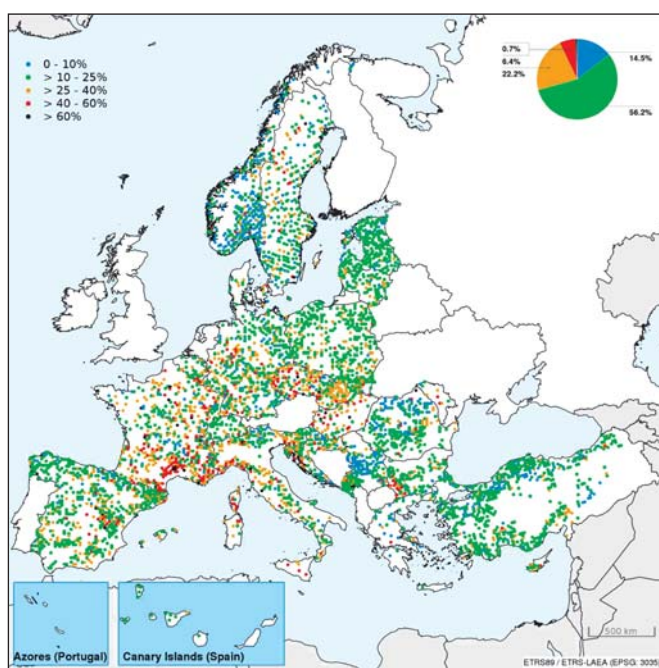 0 - 10%
> 10 - 25%
> 25 - 40%
> 40 - 60%
> 60%
0.7%
6.4%
22.2%
14.5%
56.2%
Azores (Portugal)
Canary Islands (Spain)
500 km
ETRS89 / ETRS-LAEA (EPSG: 3035